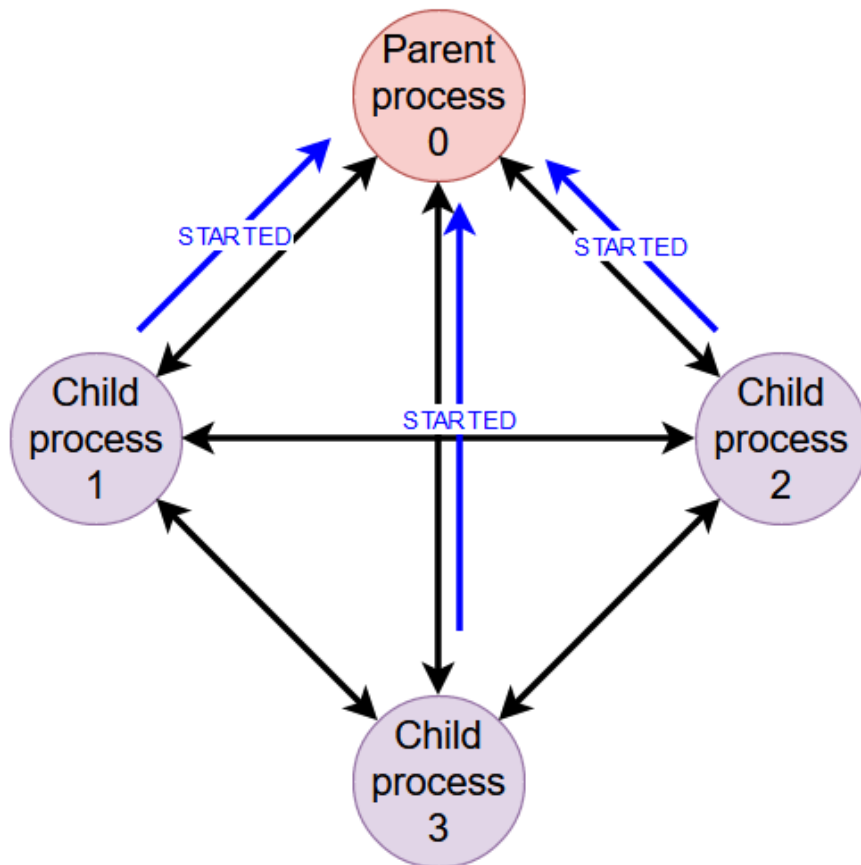 Parent
process
0
STARTED
STARTED
Child
process
1
STARTED
Child
process
2
Child
process
3